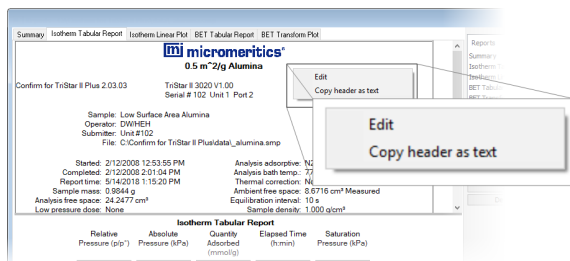 Summary Isotherm Tabular Report Isotherm Linear Plot BET Tabular Report BET Transform Plot
mi micromeritics®
0.5 m^2/g Alumina
Confirm for TriStar II Plus 2.03.03 TriStar II 3020 V1.00
Serial # 102 Unit 1 Port 2
Sample: Low Surface Area Alumina
Operator: DW/HEH
Submitter: Unit #102
File: C:\Confirm for TriStar II Plus\data\_alumina.smp
Started: 2/12/2008 12:53:55 PM Analysis adsorptive: N2
Completed: 2/12/2008 2:01:04 PM Analysis bath temp.: 77
Report time: 5/14/2018 1:15:20 PM Thermal correction: No
Sample mass: 0.9844 g Ambient free space: 8.6716 cm³ Measured
Analysis free space: 24.2477 cm³ Equilibration interval: 10 s
Low pressure dose: None Sample density: 1.000 g/cm³
Isotherm Tabular Report
Relative Absolute Quantity Elapsed Time Saturation
Pressure (p/p°) Pressure (kPa) Adsorbed (h:min) Pressure (kPa)
(mmol/g)
Edit
Copy header as text
Edit
Copy header as text
Reports
Summary
Isotherm
Isotherm
BET Tabula